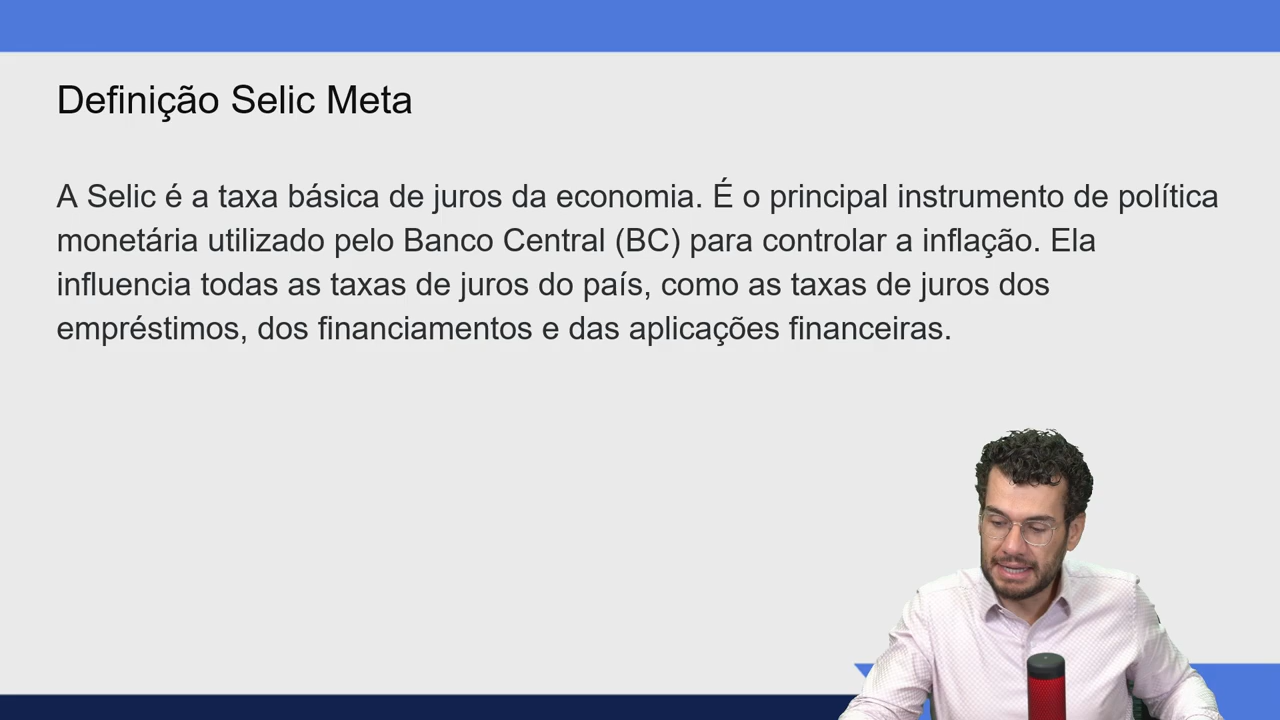 Definição Selic Meta
A Selic é a taxa básica de juros da economia. É o principal instrumento de política
monetária utilizado pelo Banco Central (BC) para controlar a inflação. Ela
influencia todas as taxas de juros do país, como as taxas de juros dos
empréstimos, dos financiamentos e das aplicações financeiras.